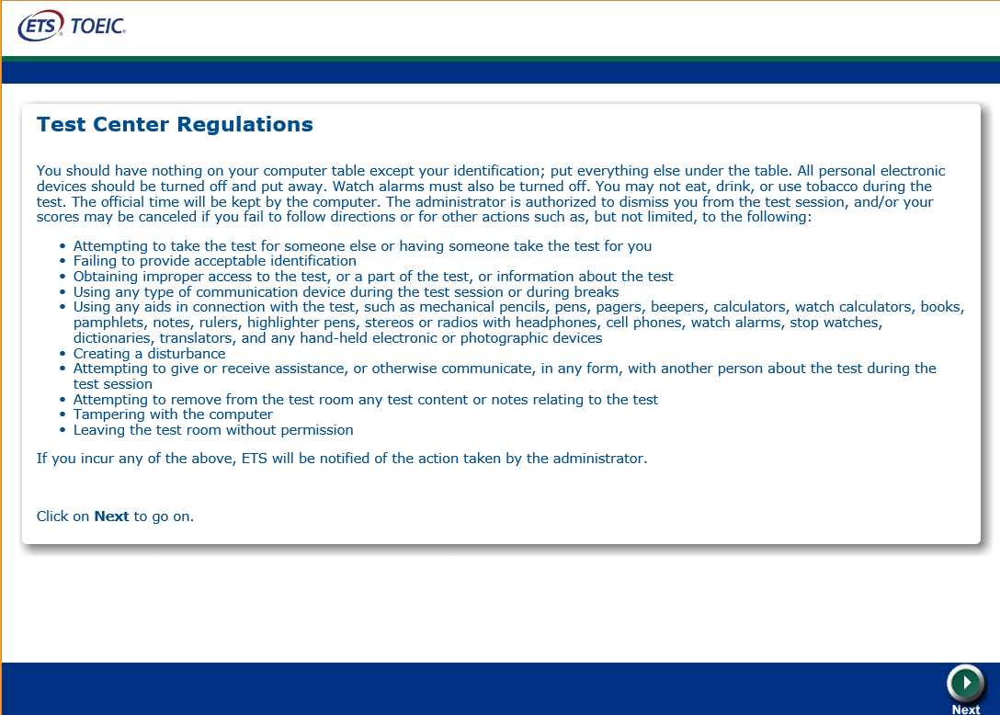 ETS® TOEIC®
Test Center Regulations
You should have nothing on your computer table except your identification; put everything else under the table. All personal electronic
devices should be turned off and put away. Watch alarms must also be turned off. You may not eat, drink, or use tobacco during the
test. The official time will be kept by the computer. The administrator is authorized to dismiss you from the test session, and/or your
scores may be canceled if you fail to follow directions or for other actions such as, but not limited, to the following:
• Attempting to take the test for someone else or having someone take the test for you
• Failing to provide acceptable identification
• Obtaining improper access to the test, or a part of the test, or information about the test
• Using any type of communication device during the test session or during breaks
• Using any aids in connection with the test, such as mechanical pencils, pens, pagers, beepers, calculators, watch calculators, books,
pamphlets, notes, rulers, highlighter pens, stereos or radios with headphones, cell phones, watch alarms, stop watches,
dictionaries, translators, and any hand-held electronic or photographic devices
• Creating a disturbance
• Attempting to give or receive assistance, or otherwise communicate, in any form, with another person about the test during the
test session
• Attempting to remove from the test room any test content or notes relating to the test
• Tampering with the computer
• Leaving the test room without permission
If you incur any of the above, ETS will be notified of the action taken by the administrator.
Click on Next to go on.
Next